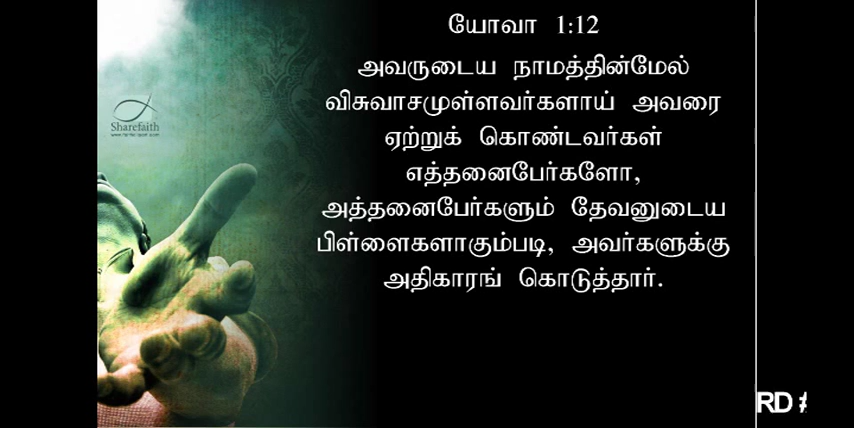 யோவா 1:12
அவருடைய நாமத்தின்மேல்
விசுவாசமுள்ளவர்களாய் அவரை
ஏற்றுக் கொண்டவர்கள்
எத்தனைபேர்களோ,
அத்தனைபேர்களும் தேவனுடைய
பிள்ளைகளாகும்படி, அவர்களுக்கு
அதிகாரங் கொடுத்தார்.
Sharefaith
RD